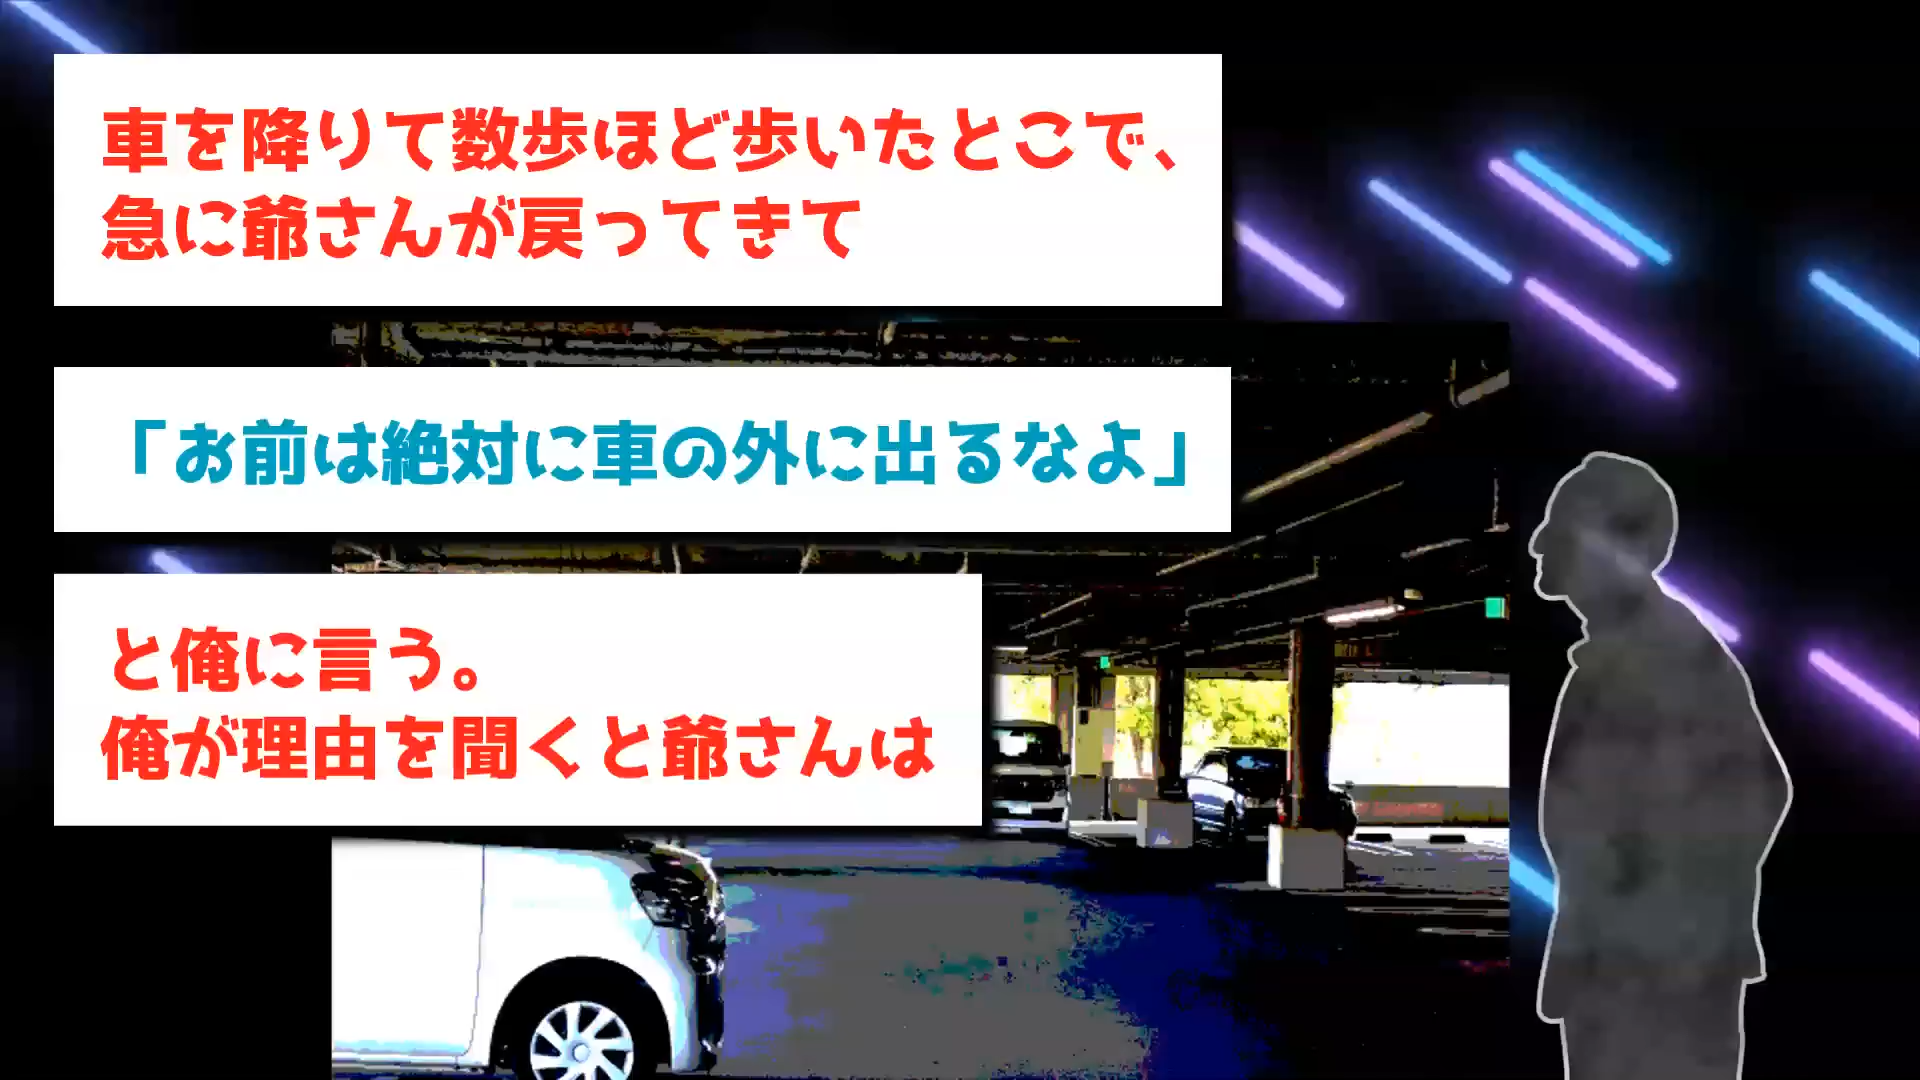 車を降りて数歩ほど歩いたとこで、
急に爺さんが戻ってきて
「お前は絶対に車の外に出るなよ」
と俺に言う。
俺が理由を聞くと爺さんは